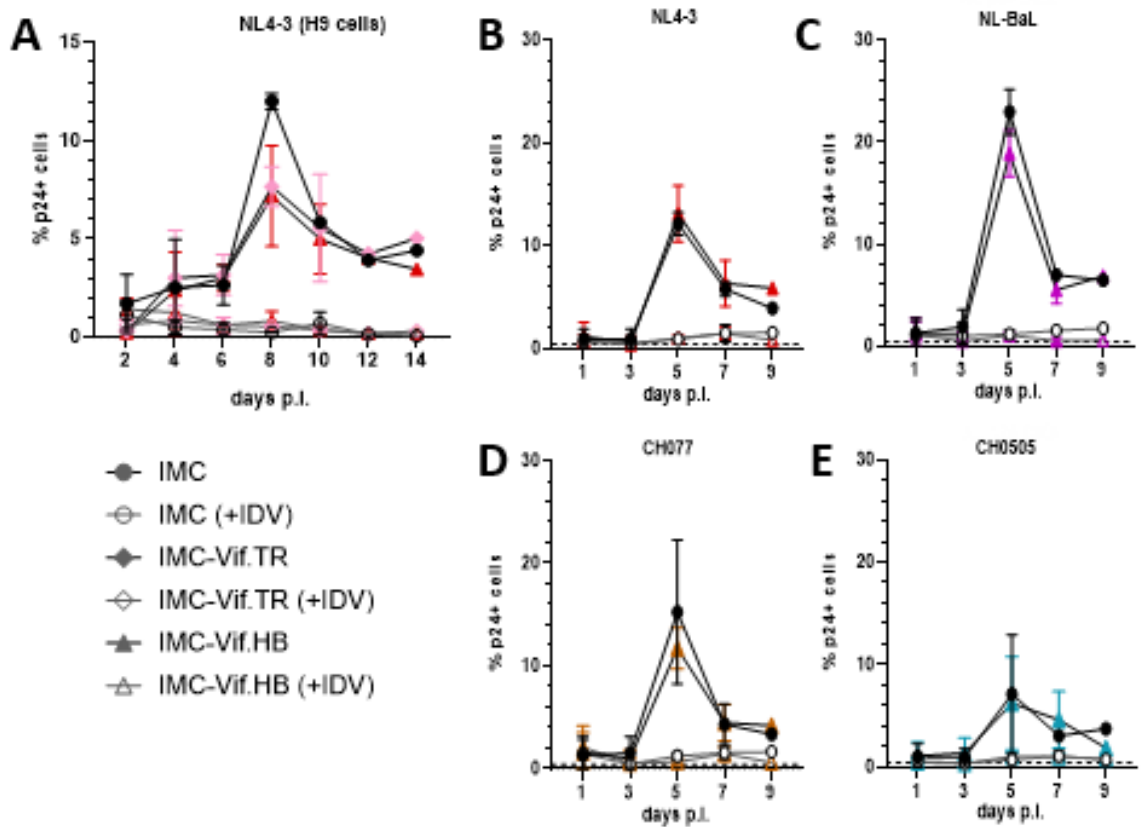 A
NL4-3 (H9 cells)
15
10
5
0
% p24+ cells
2 4 6 8 10 12 14
days p.I.
B
NL4-3
30
20
10
0
% p24+ cells
1 3 5 7 9
days p.I.
C
NL-BaL
30
20
10
0
% p24+ cells
1 3 5 7 9
days p.I.
IMC
IMC (+IDV)
IMC-Vif.TR
IMC-Vif.TR (+IDV)
IMC-Vif.HB
IMC-Vif.HB (+IDV)
D
CH077
30
20
10
0
% p24+ cells
1 3 5 7 9
days p.I.
E
CH0505
30
20
10
0
% p24+ cells
1 3 5 7 9
days p.I.